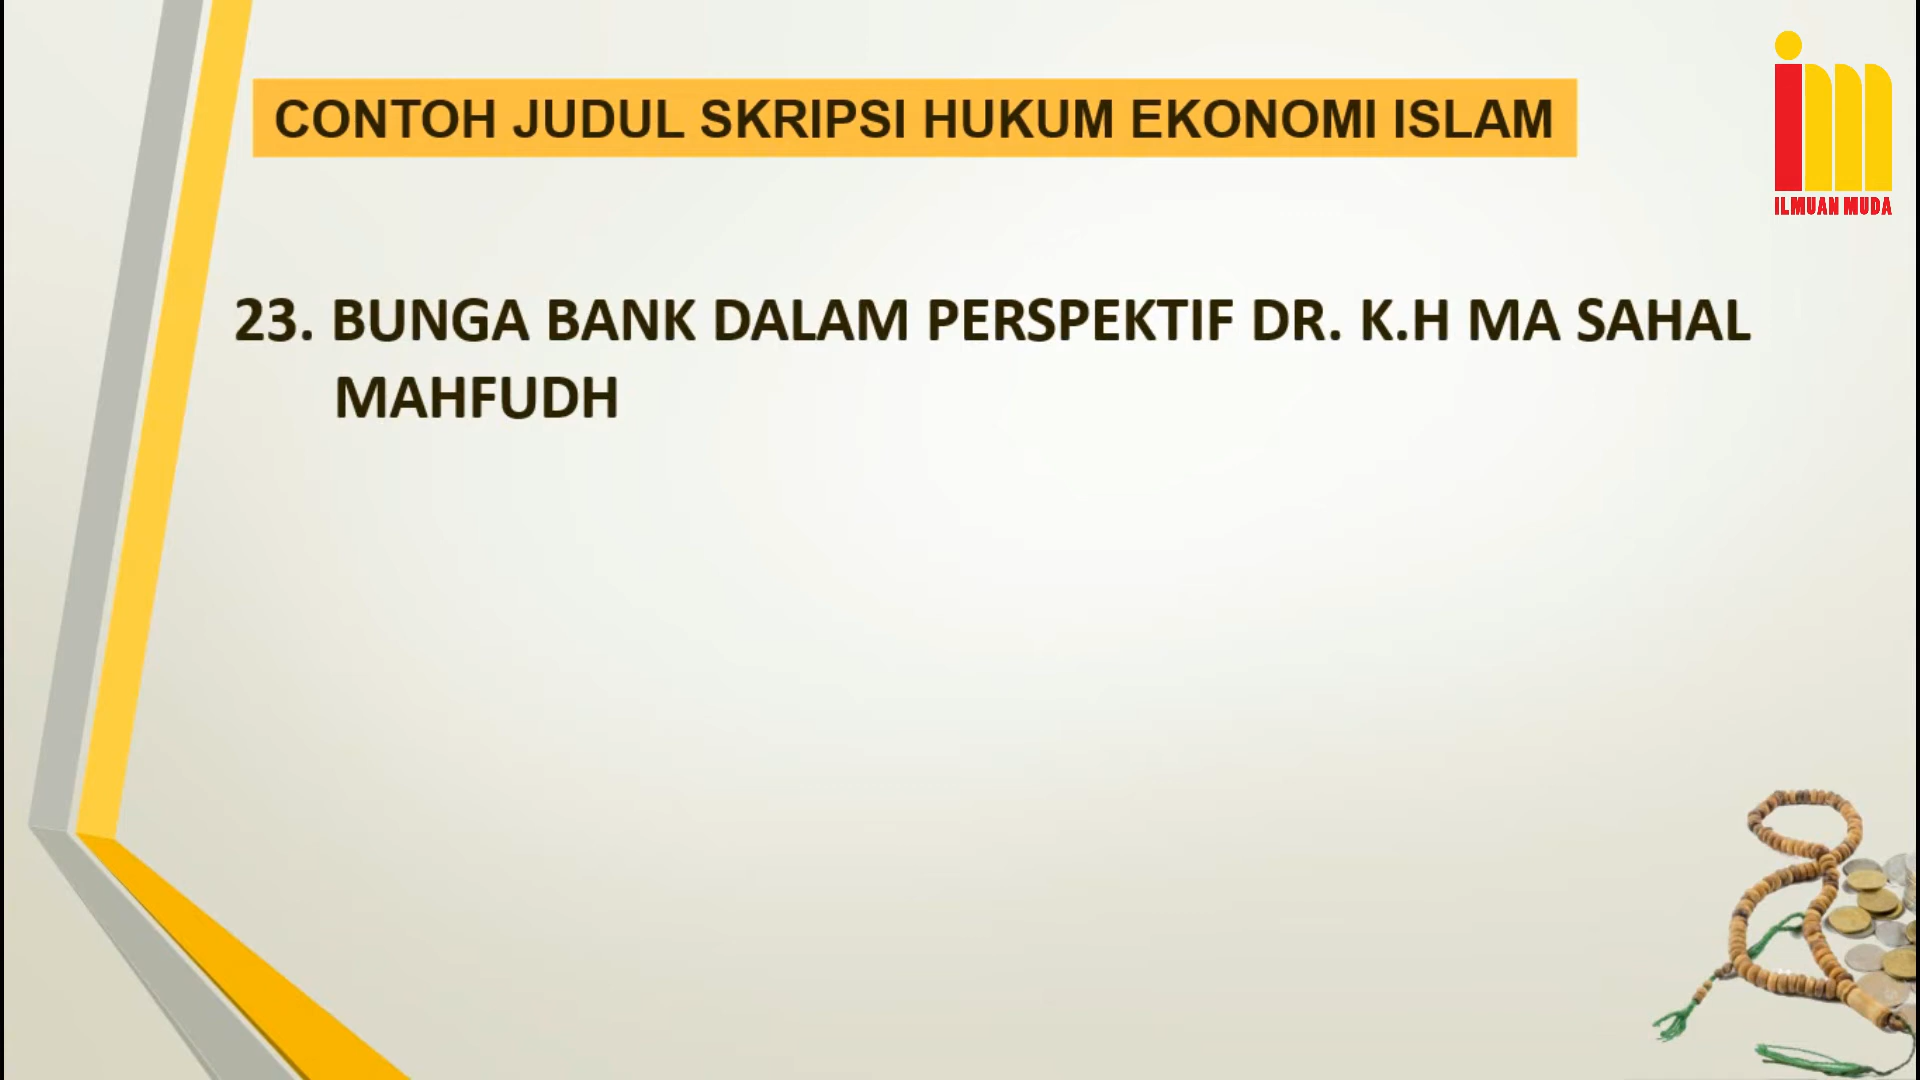 CONTOH JUDUL SKRIPSI HUKUM EKONOMI ISLAM
ILMUAN MUDA
23. BUNGA BANK DALAM PERSPEKTIF DR. K.H MA SAHAL
MAHFUDH